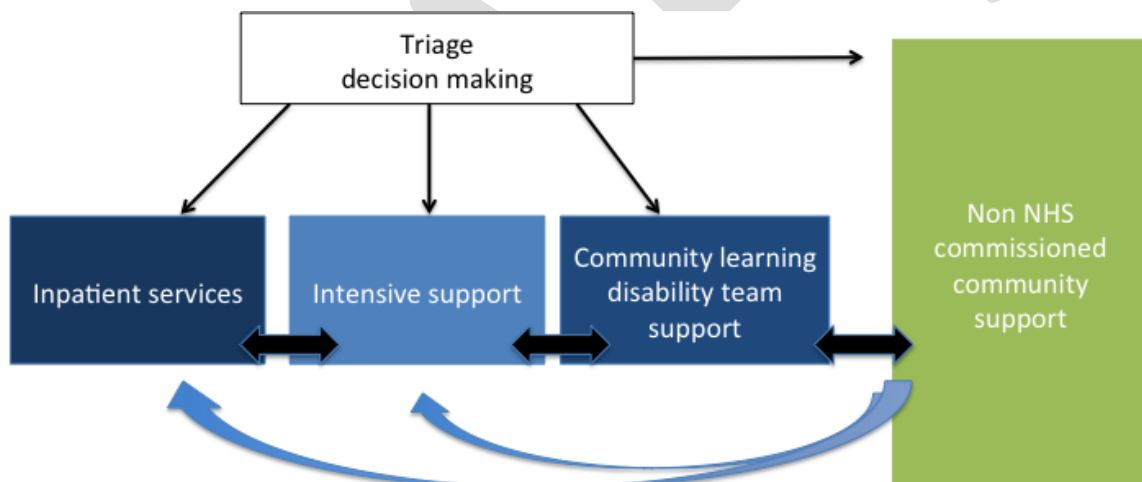 Triage
decision making
Inpatient services
Intensive support
Community learning
disability team
support
Non NHS
commissioned
community
support